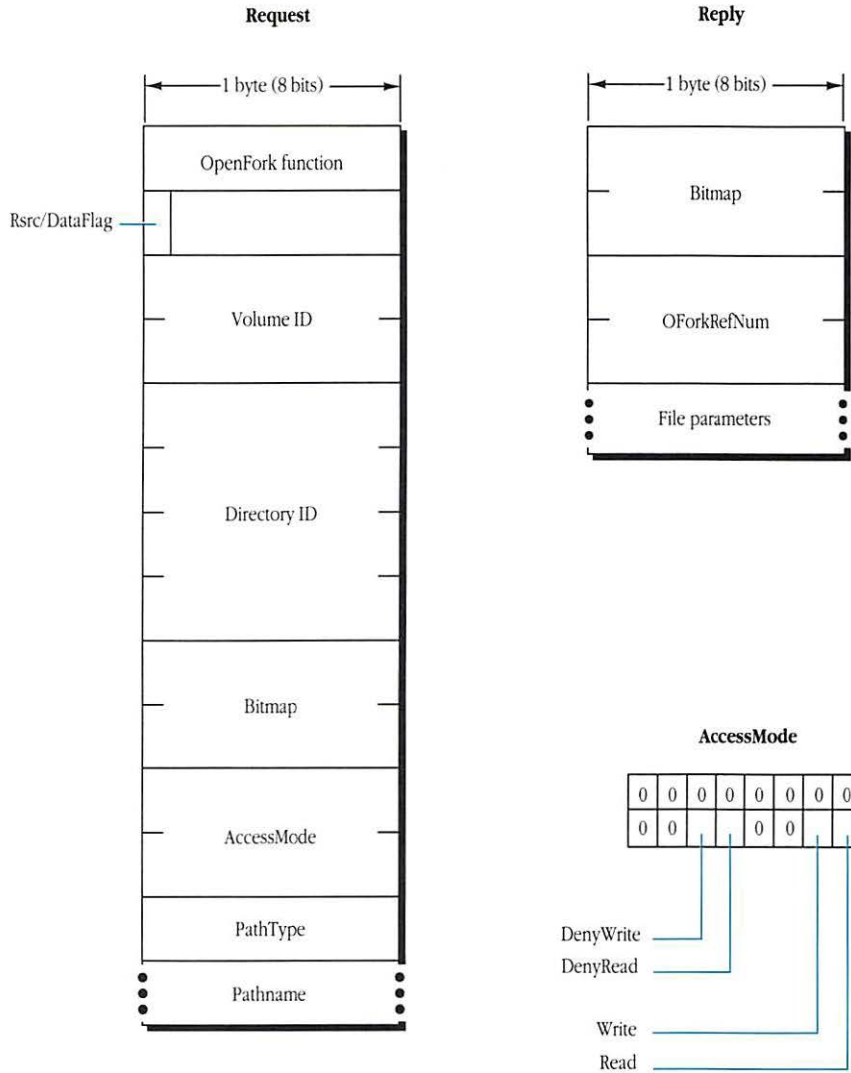 Request
1 byte (8 bits)
OpenFork function
Rsrc/DataFlag
Volume ID
Directory ID
Bitmap
AccessMode
PathType
Pathname
Reply
1 byte (8 bits)
Bitmap
OForkRefNum
File parameters
AccessMode
0 0 0 0 0 0 0 0
0 0 0 0
DenyWrite
DenyRead
Write
Read